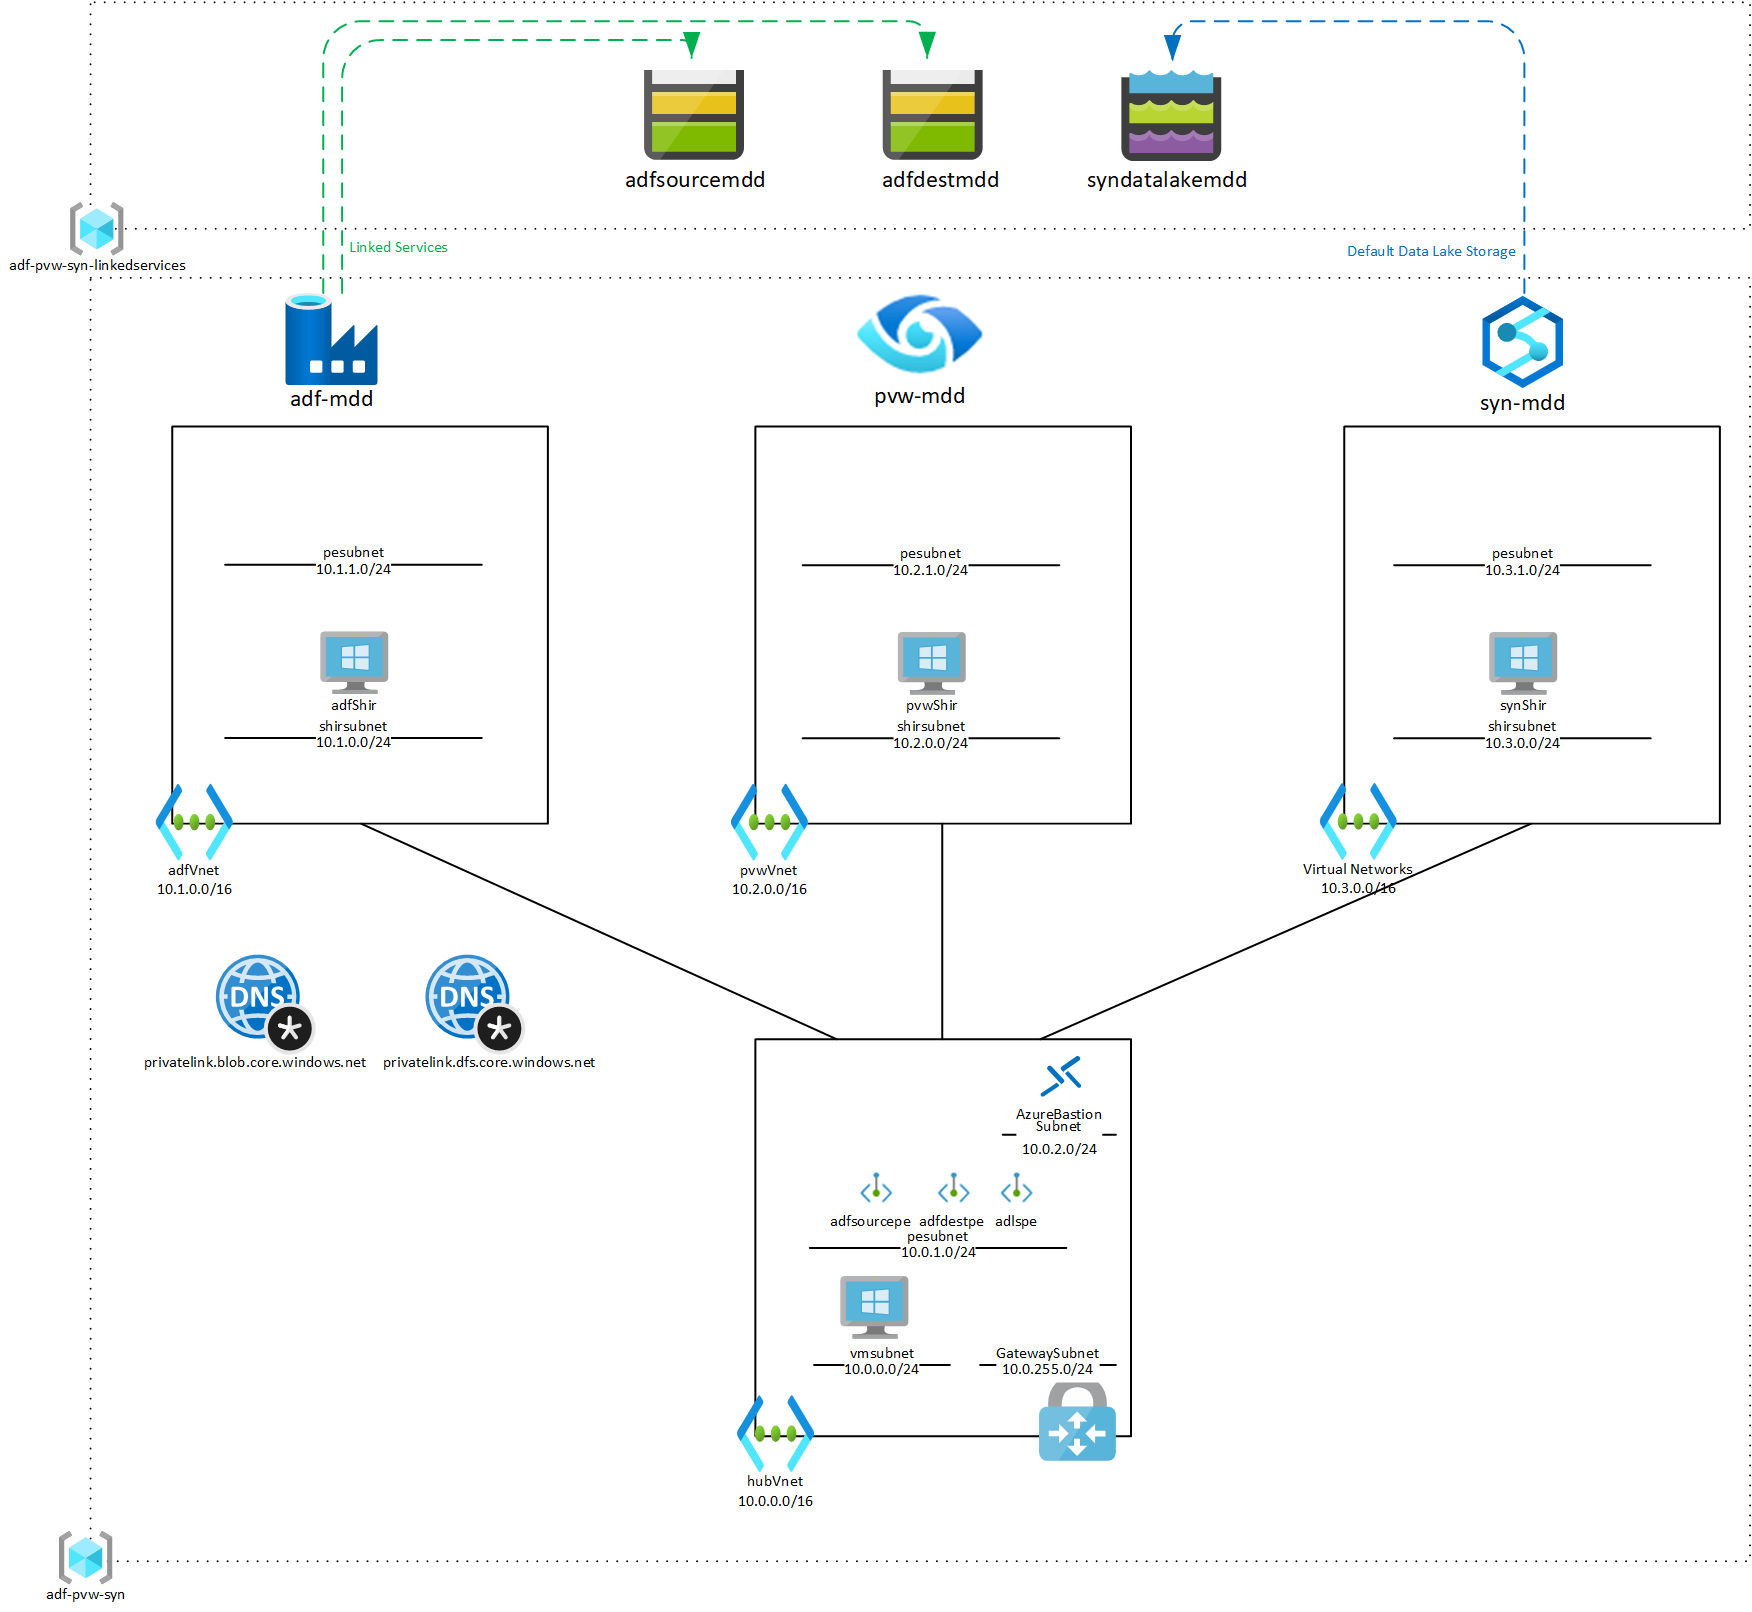 adfsourcemdd
adfdestmdd
syndatalakemdd
adf-pvw-syn-linkedservices
Linked Services
Default Data Lake Storage
adf-mdd
pvw-mdd
syn-mdd
pesubnet
10.1.1.0/24
adfShir
shirsubnet
10.1.0.0/24
adfVnet
10.1.0.0/16
pesubnet
10.2.1.0/24
pvwShir
shirsubnet
10.2.0.0/24
pvwVnet
10.2.0.0/16
pesubnet
10.3.1.0/24
synShir
shirsubnet
10.3.0.0/24
Virtual Networks
10.3.0.0/16
DNS
privatelink.blob.core.windows.net
DNS
privatelink.dfs.core.windows.net
AzureBastion
Subnet
10.0.2.0/24
adfsourcepe
adfdestpe
adlspe
pesubnet
10.0.1.0/24
vmsubnet
10.0.0.0/24
GatewaySubnet
10.0.255.0/24
hubVnet
10.0.0.0/16
adf-pvw-syn